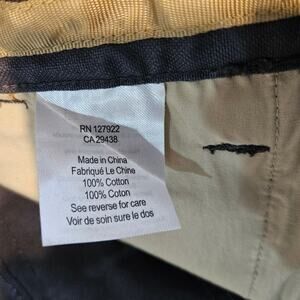 RN 127922
CA 29438
Made in China
Fabriqué Le Chine
100% Cotton
100% Cotton
See reverse for care
Voir de soin sure le dos